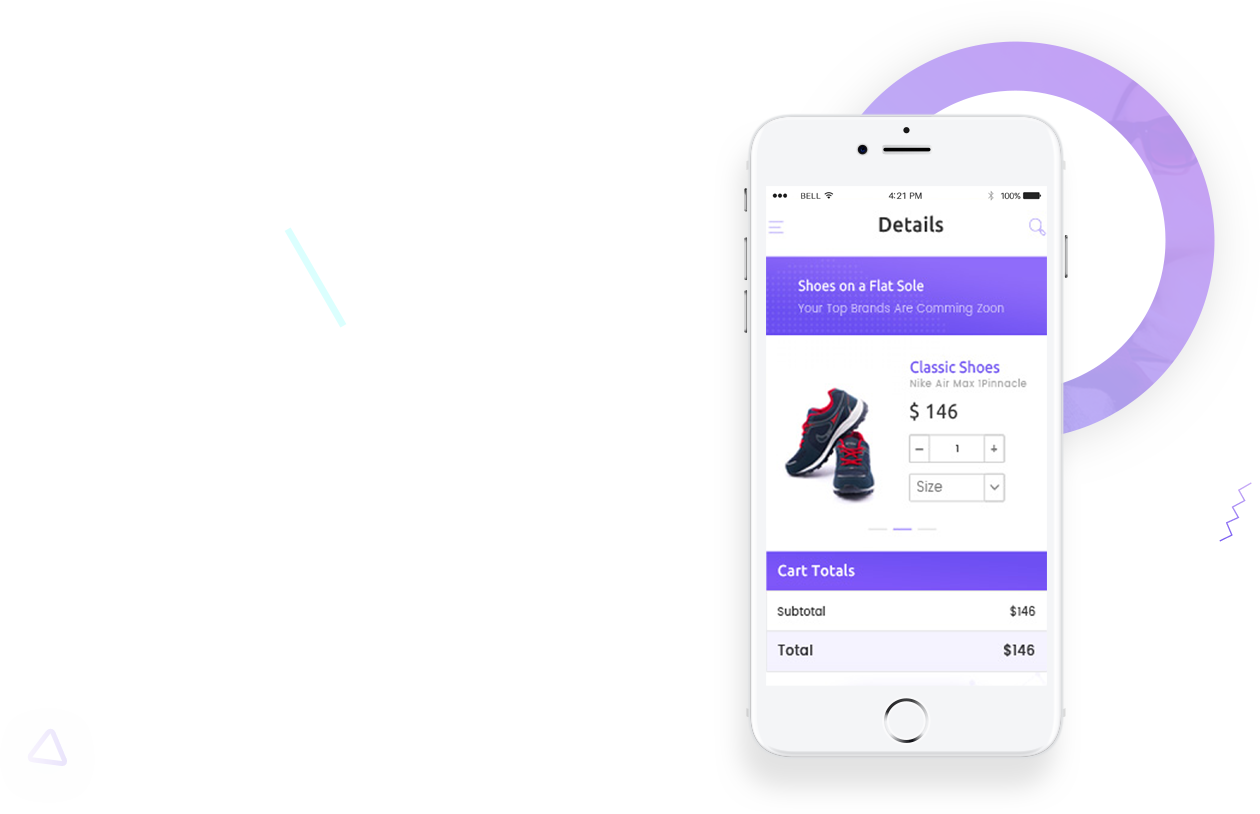 BELL 4:21 PM 100%
Details
Shoes on a Flat Sole
Your Top Brands Are Comming Zoon
Classic Shoes
Nike Air Max 1Pinnacle
$ 146
− 1 +
Size
Cart Totals
Subtotal $146
Total $146